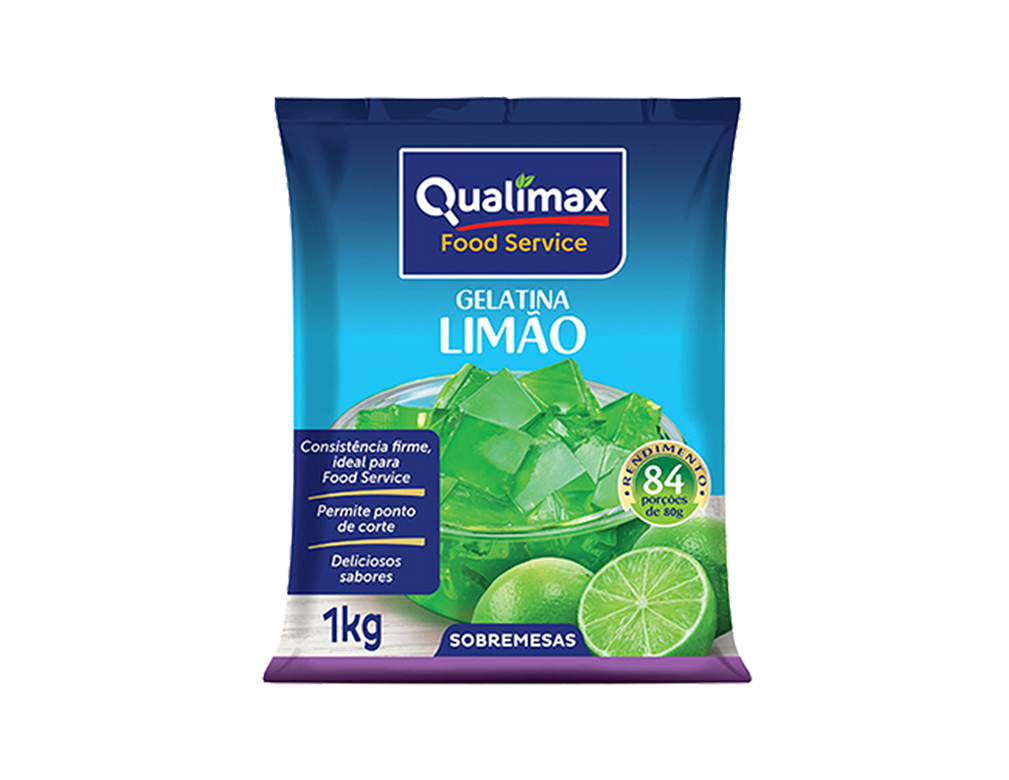 Qualimax
Food Service
GELATINA
LIMÃO
Consistência firme,
ideal para
Food Service
Permite ponto
de corte
Deliciosos
sabores
RENDIMENTO
84
porções
de 80g
1kg
SOBREMESAS